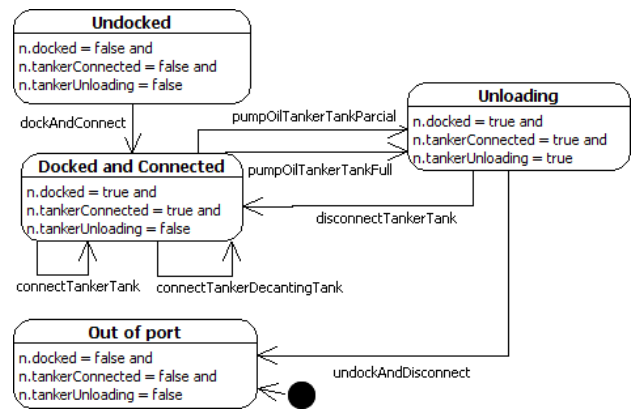 Undocked
n.docked = false and
n.tankerConnected = false and
n.tankerUnloading = false
dockAndConnect
pumpOilTankerTankParcial
Unloading
n.docked = true and
n.tankerConnected = true and
n.tankerUnloading = true
Docked and Connected
n.docked = true and
n.tankerConnected = true and
n.tankerUnloading = false
pumpOilTankerTankFull
disconnectTankerTank
connectTankerTank
connectTankerDecantingTank
Out of port
n.docked = false and
n.tankerConnected = false and
n.tankerUnloading = false
undockAndDisconnect